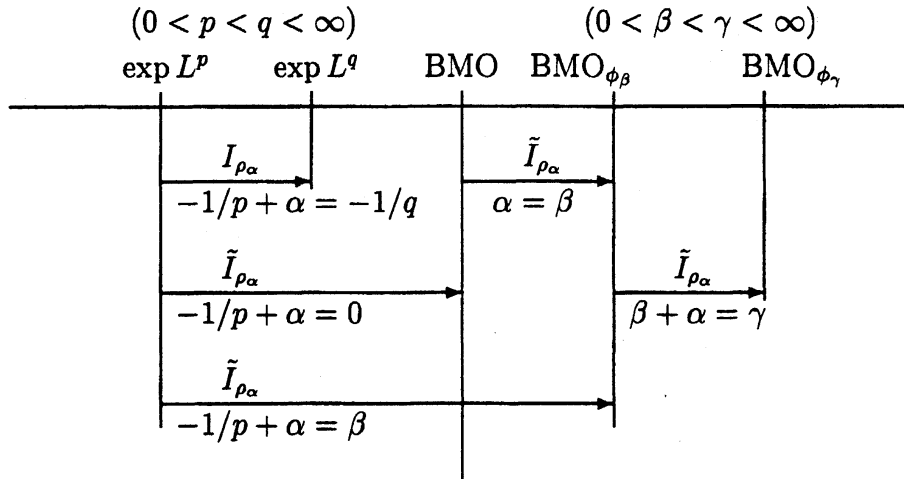 (0 < p < q < ∞) (0 < β < γ < ∞)
exp L^p exp L^q BMO BMO_{ϕ_β} BMO_{ϕ_γ}
I_{ρ_α} Ĩ_{ρ_α}
-1/p + α = -1/q α = β
Ĩ_{ρ_α} Ĩ_{ρ_α}
-1/p + α = 0 β + α = γ
Ĩ_{ρ_α}
-1/p + α = β